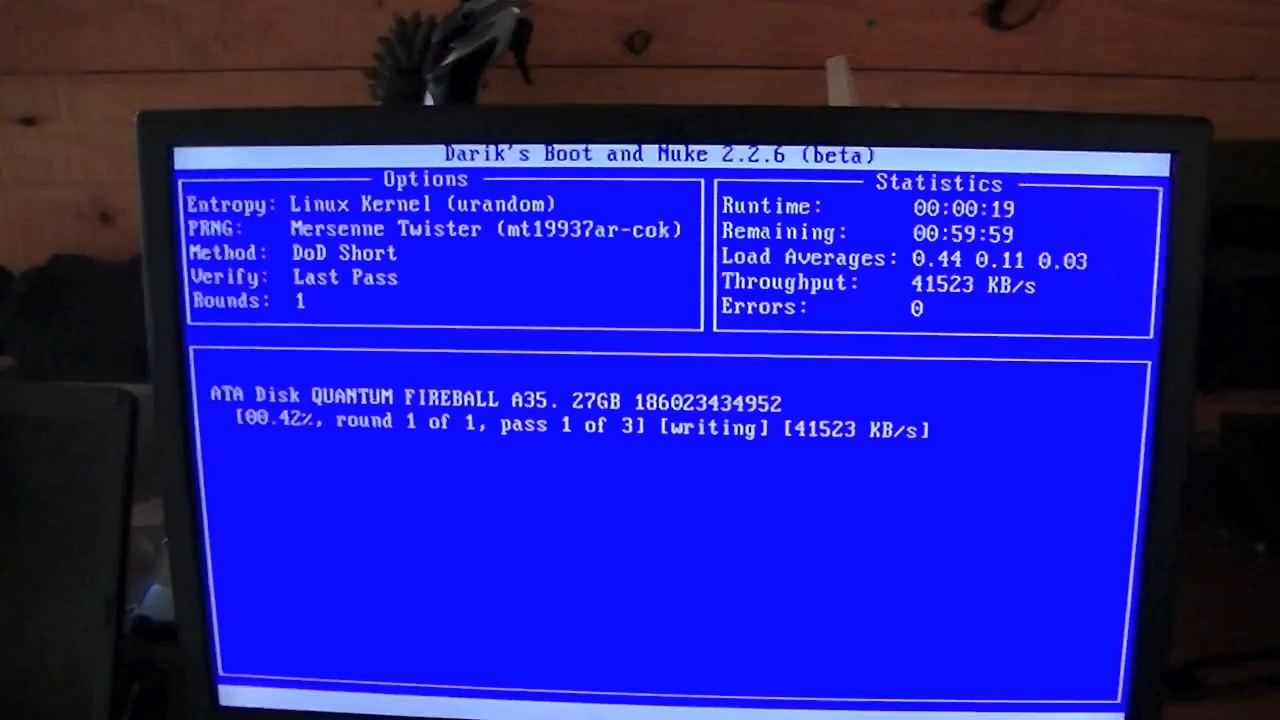 Darik's Boot and Nuke 2.2.6 (beta)
Options
Entropy: Linux Kernel (urandom)
PRNG: Mersenne Twister (mt19937ar-cok)
Method: DoD Short
Verify: Last Pass
Rounds: 1
Statistics
Runtime: 00:00:19
Remaining: 00:59:59
Load Averages: 0.44 0.11 0.03
Throughput: 41523 KB/s
Errors: 0
ATA Disk QUANTUM FIREBALL A35. 27GB 186023434952
[00.42%, round 1 of 1, pass 1 of 3] [writing] [41523 KB/s]